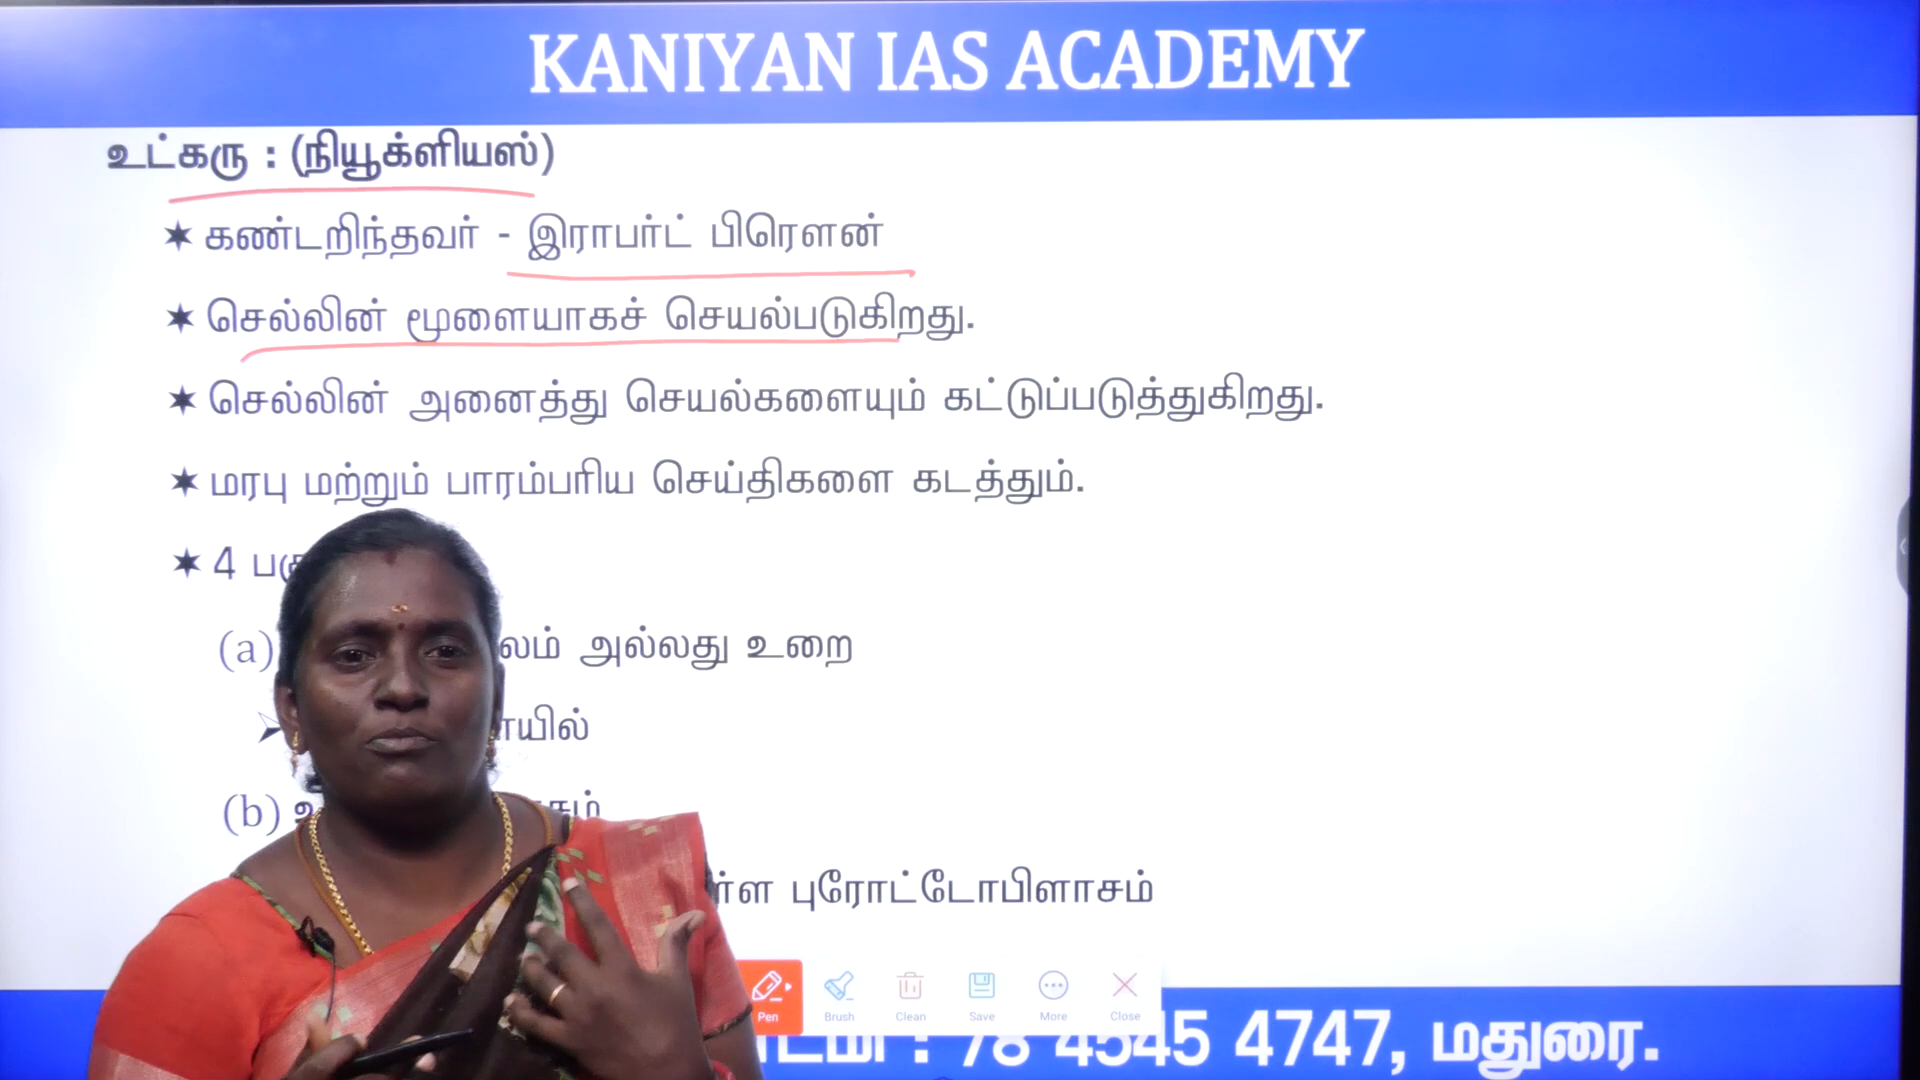 KANIYAN IAS ACADEMY
உட்கரு : (நியூக்ளியஸ்)
✶ கண்டறிந்தவர் - இராபர்ட் பிரௌன்
✶ செல்லின் மூளையாகச் செயல்படுகிறது.
✶ செல்லின் அனைத்து செயல்களையும் கட்டுப்படுத்துகிறது.
✶ மரபு மற்றும் பாரம்பரிய செய்திகளை கடத்தும்.
✶ 4
(a) அல்லது உறை
➢
(b)
புரோட்டோபிளாசம்
Pen Brush Clean Save More Close
: 78 4545 4747, மதுரை.